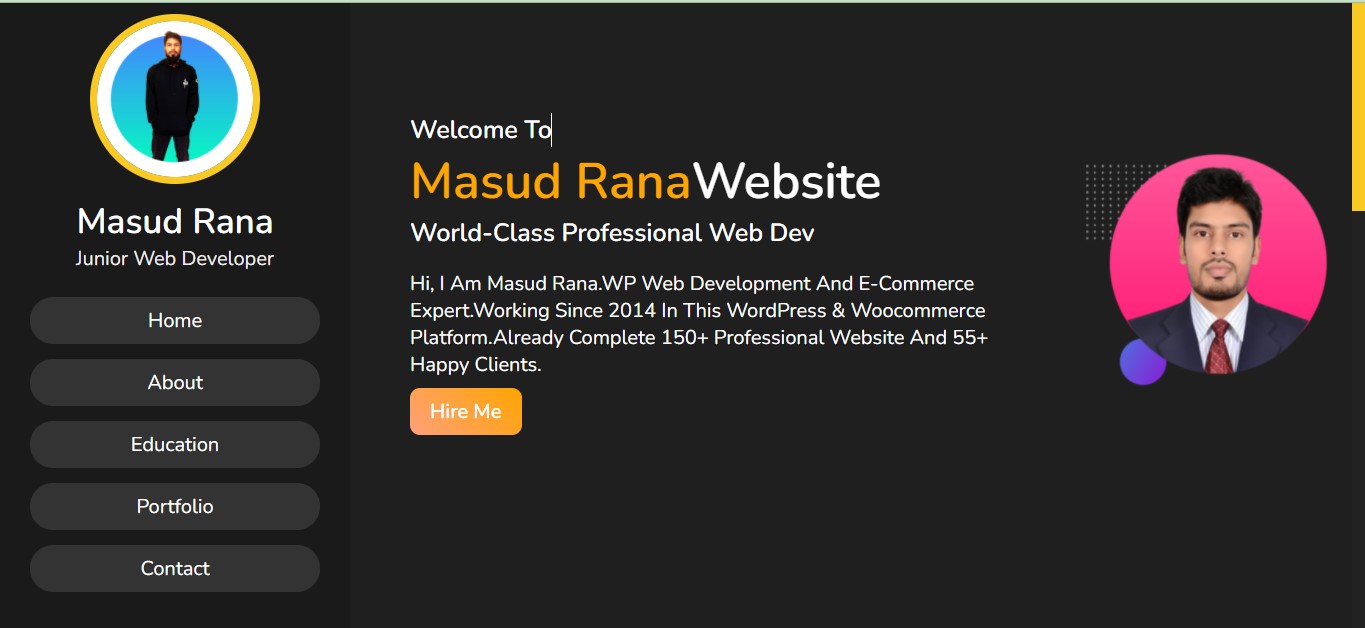 Masud Rana
Junior Web Developer
Home
About
Education
Portfolio
Contact
Welcome To
Masud RanaWebsite
World-Class Professional Web Dev
Hi, I Am Masud Rana.WP Web Development And E-Commerce
Expert.Working Since 2014 In This WordPress & Woocommerce
Platform.Already Complete 150+ Professional Website And 55+
Happy Clients.
Hire Me